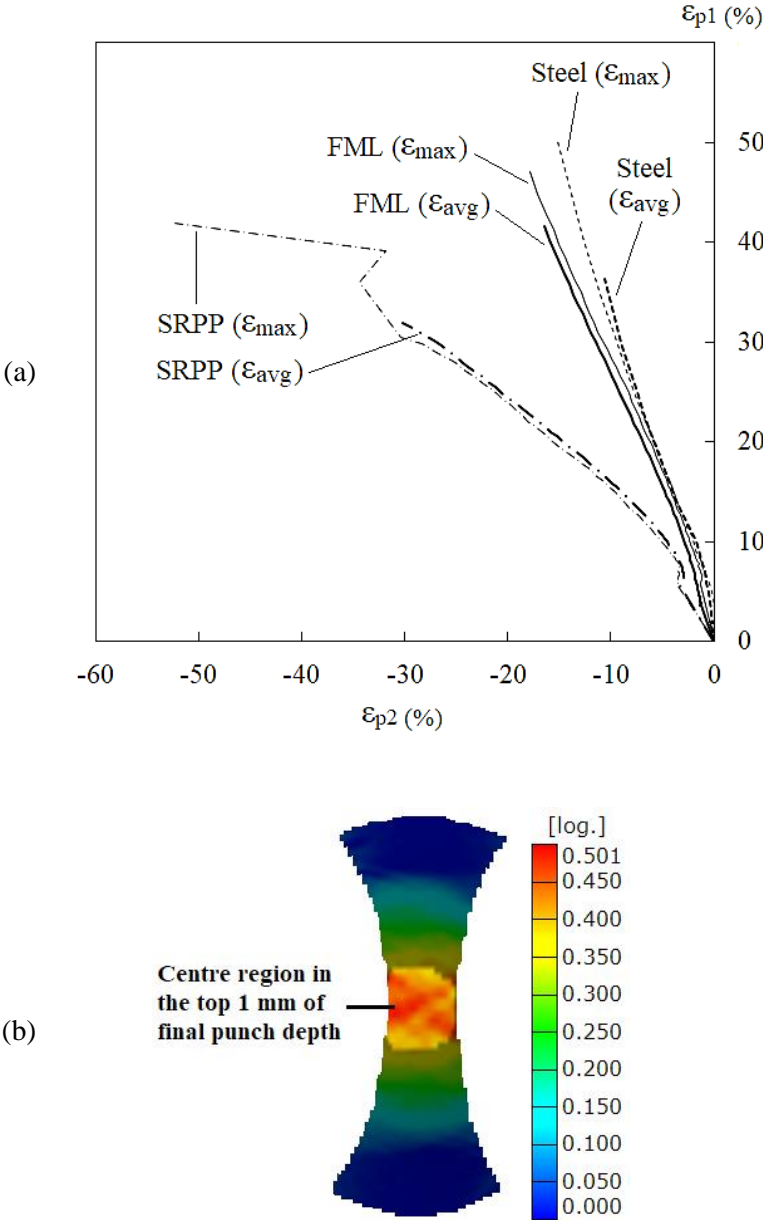 εp1 (%)
Steel (εmax)
50
FML (εmax)
Steel
(εavg)
FML (εavg)
40
SRPP (εmax)
(a)
SRPP (εavg)
30
20
10
0
-60 -50 -40 -30 -20 -10 0
εp2 (%)
[log.]
0.501
0.450
0.400
0.350
Centre region in
the top 1 mm of
final punch depth
(b)
0.300
0.250
0.200
0.150
0.100
0.050
0.000